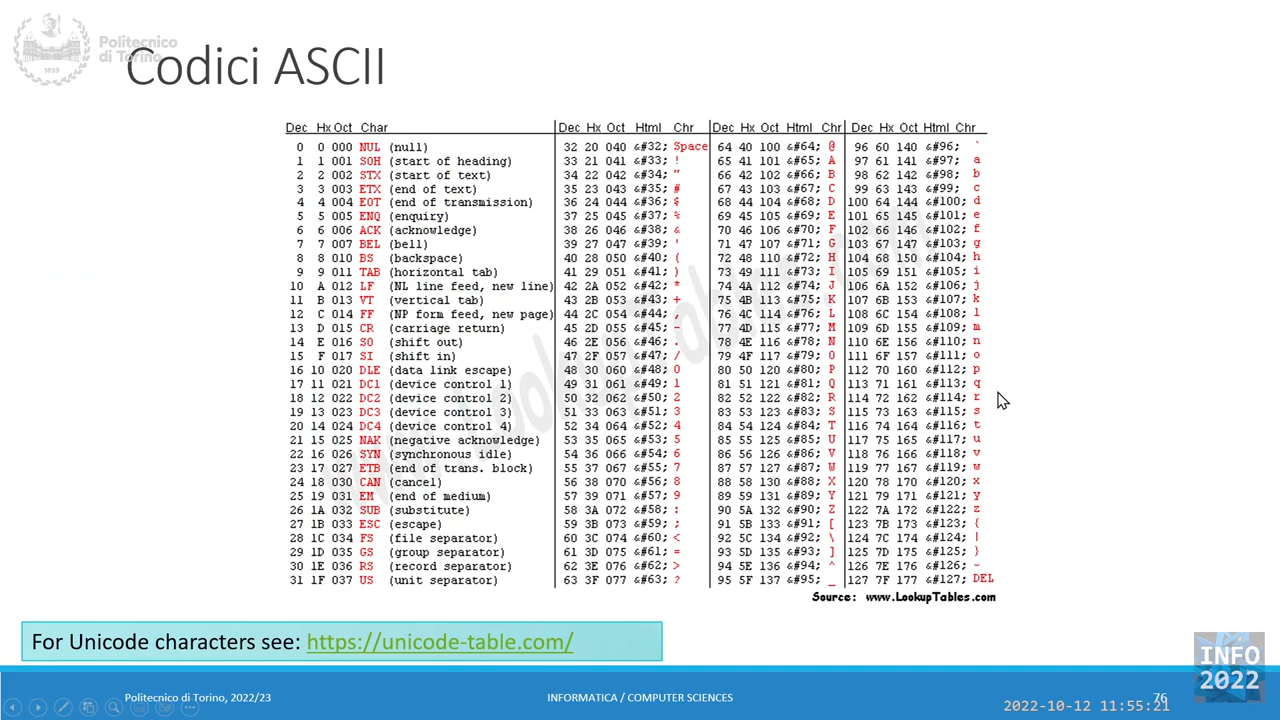 Politecnico
di Torino
Codici ASCII
Dec Hx Oct Char Dec Hx Oct Html Chr Dec Hx Oct Html Chr Dec Hx Oct Html Chr
0 0 000 NUL (null) 32 20 040 &#32; Space 64 40 100 &#64; @ 96 60 140 &#96; `
1 1 001 SOH (start of heading) 33 21 041 &#33; ! 65 41 101 &#65; A 97 61 141 &#97; a
2 2 002 STX (start of text) 34 22 042 &#34; " 66 42 102 &#66; B 98 62 142 &#98; b
3 3 003 ETX (end of text) 35 23 043 &#35; # 67 43 103 &#67; C 99 63 143 &#99; c
4 4 004 EOT (end of transmission) 36 24 044 &#36; $ 68 44 104 &#68; D 100 64 144 &#100; d
5 5 005 ENQ (enquiry) 37 25 045 &#37; % 69 45 105 &#69; E 101 65 145 &#101; e
6 6 006 ACK (acknowledge) 38 26 046 &#38; & 70 46 106 &#70; F 102 66 146 &#102; f
7 7 007 BEL (bell) 39 27 047 &#39; ' 71 47 107 &#71; G 103 67 147 &#103; g
8 8 010 BS (backspace) 40 28 050 &#40; ( 72 48 110 &#72; H 104 68 150 &#104; h
9 9 011 TAB (horizontal tab) 41 29 051 &#41; ) 73 49 111 &#73; I 105 69 151 &#105; i
10 A 012 LF (NL line feed, new line) 42 2A 052 &#42; * 74 4A 112 &#74; J 106 6A 152 &#106; j
11 B 013 VT (vertical tab) 43 2B 053 &#43; + 75 4B 113 &#75; K 107 6B 153 &#107; k
12 C 014 FF (NP form feed, new page) 44 2C 054 &#44; , 76 4C 114 &#76; L 108 6C 154 &#108; l
13 D 015 CR (carriage return) 45 2D 055 &#45; - 77 4D 115 &#77; M 109 6D 155 &#109; m
14 E 016 SO (shift out) 46 2E 056 &#46; . 78 4E 116 &#78; N 110 6E 156 &#110; n
15 F 017 SI (shift in) 47 2F 057 &#47; / 79 4F 117 &#79; O 111 6F 157 &#111; o
16 10 020 DLE (data link escape) 48 30 060 &#48; 0 80 50 120 &#80; P 112 70 160 &#112; p
17 11 021 DC1 (device control 1) 49 31 061 &#49; 1 81 51 121 &#81; Q 113 71 161 &#113; q
18 12 022 DC2 (device control 2) 50 32 062 &#50; 2 82 52 122 &#82; R 114 72 162 &#114; r
19 13 023 DC3 (device control 3) 51 33 063 &#51; 3 83 53 123 &#83; S 115 73 163 &#115; s
20 14 024 DC4 (device control 4) 52 34 064 &#52; 4 84 54 124 &#84; T 116 74 164 &#116; t
21 15 025 NAK (negative acknowledge) 53 35 065 &#53; 5 85 55 125 &#85; U 117 75 165 &#117; u
22 16 026 SYN (synchronous idle) 54 36 066 &#54; 6 86 56 126 &#86; V 118 76 166 &#118; v
23 17 027 ETB (end of trans. block) 55 37 067 &#55; 7 87 57 127 &#87; W 119 77 167 &#119; w
24 18 030 CAN (cancel) 56 38 070 &#56; 8 88 58 130 &#88; X 120 78 170 &#120; x
25 19 031 EM (end of medium) 57 39 071 &#57; 9 89 59 131 &#89; Y 121 79 171 &#121; y
26 1A 032 SUB (substitute) 58 3A 072 &#58; : 90 5A 132 &#90; Z 122 7A 172 &#122; z
27 1B 033 ESC (escape) 59 3B 073 &#59; ; 91 5B 133 &#91; [ 123 7B 173 &#123; {
28 1C 034 FS (file separator) 60 3C 074 &#60; < 92 5C 134 &#92; \ 124 7C 174 &#124; |
29 1D 035 GS (group separator) 61 3D 075 &#61; = 93 5D 135 &#93; ] 125 7D 175 &#125; }
30 1E 036 RS (record separator) 62 3E 076 &#62; > 94 5E 136 &#94; ^ 126 7E 176 &#126; ~
31 1F 037 US (unit separator) 63 3F 077 &#63; ? 95 5F 137 &#95; _ 127 7F 177 &#127; DEL
Source: www.LookupTables.com
For Unicode characters see: https://unicode-table.com/
INFO
2022
Politecnico di Torino, 2022/23 INFORMATICA / COMPUTER SCIENCES 76
2022-10-12 11:55:21